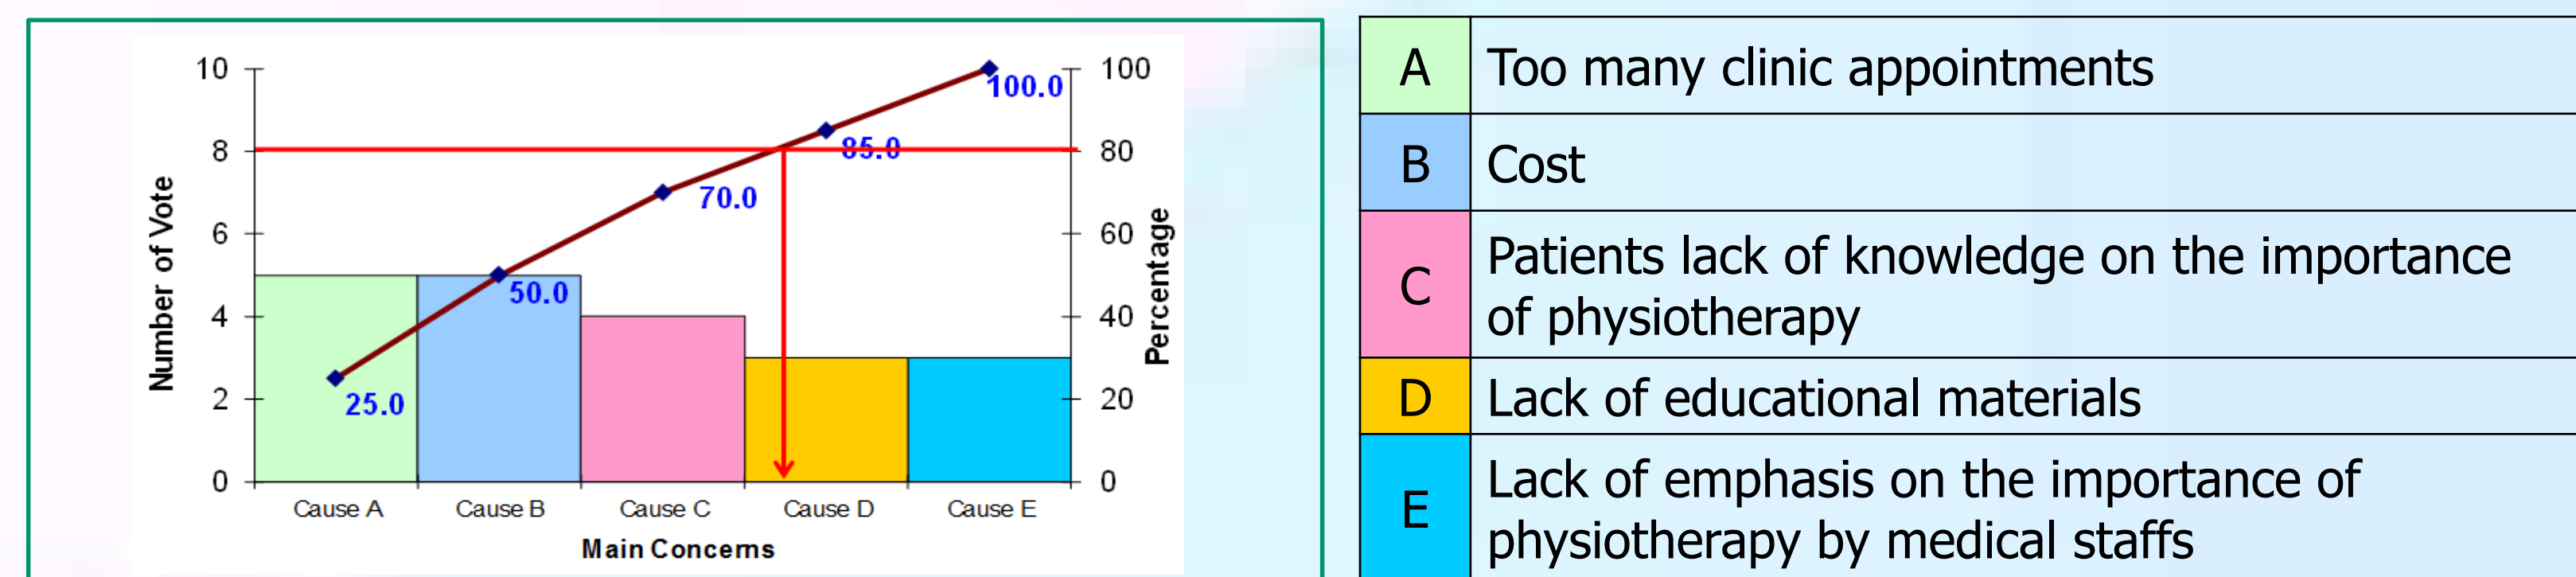 10
8
6
4
2
0
Number of Vote
100
80
60
40
20
0
Percentage
25.0
50.0
70.0
85.0
100.0
Cause A
Cause B
Cause C
Cause D
Cause E
Main Concerns
A
Too many clinic appointments
B
Cost
C
Patients lack of knowledge on the importance
of physiotherapy
D
Lack of educational materials
E
Lack of emphasis on the importance of
physiotherapy by medical staffs